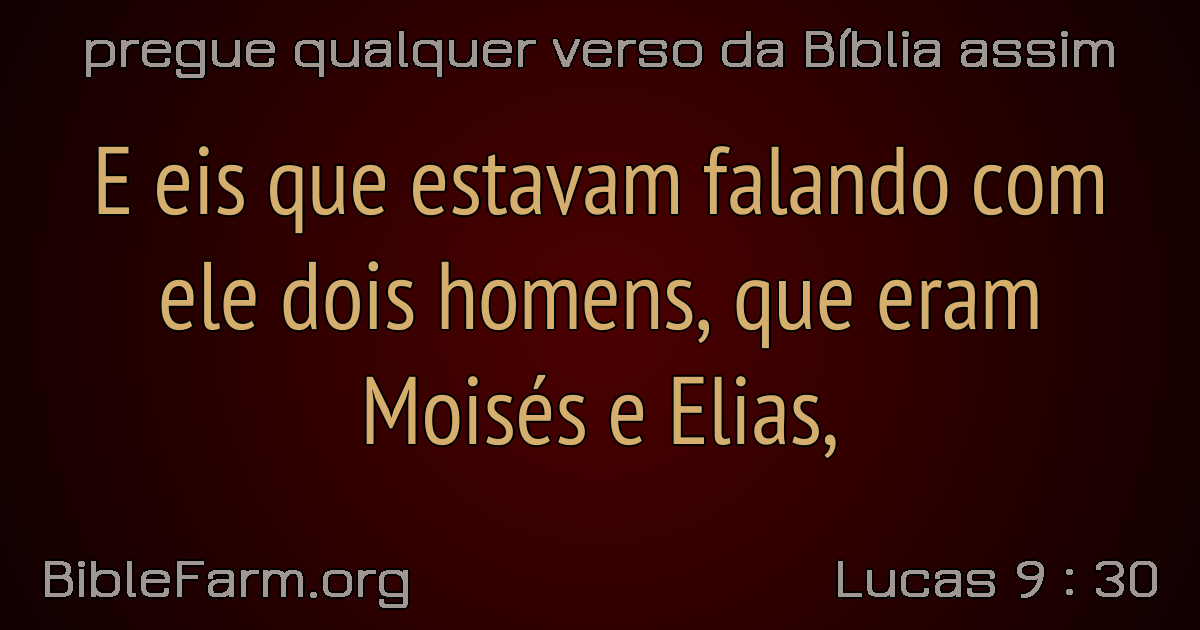 pregue qualquer verso da Bíblia assim
E eis que estavam falando com
ele dois homens, que eram
Moisés e Elias,
BibleFarm.org
Lucas 9 : 30